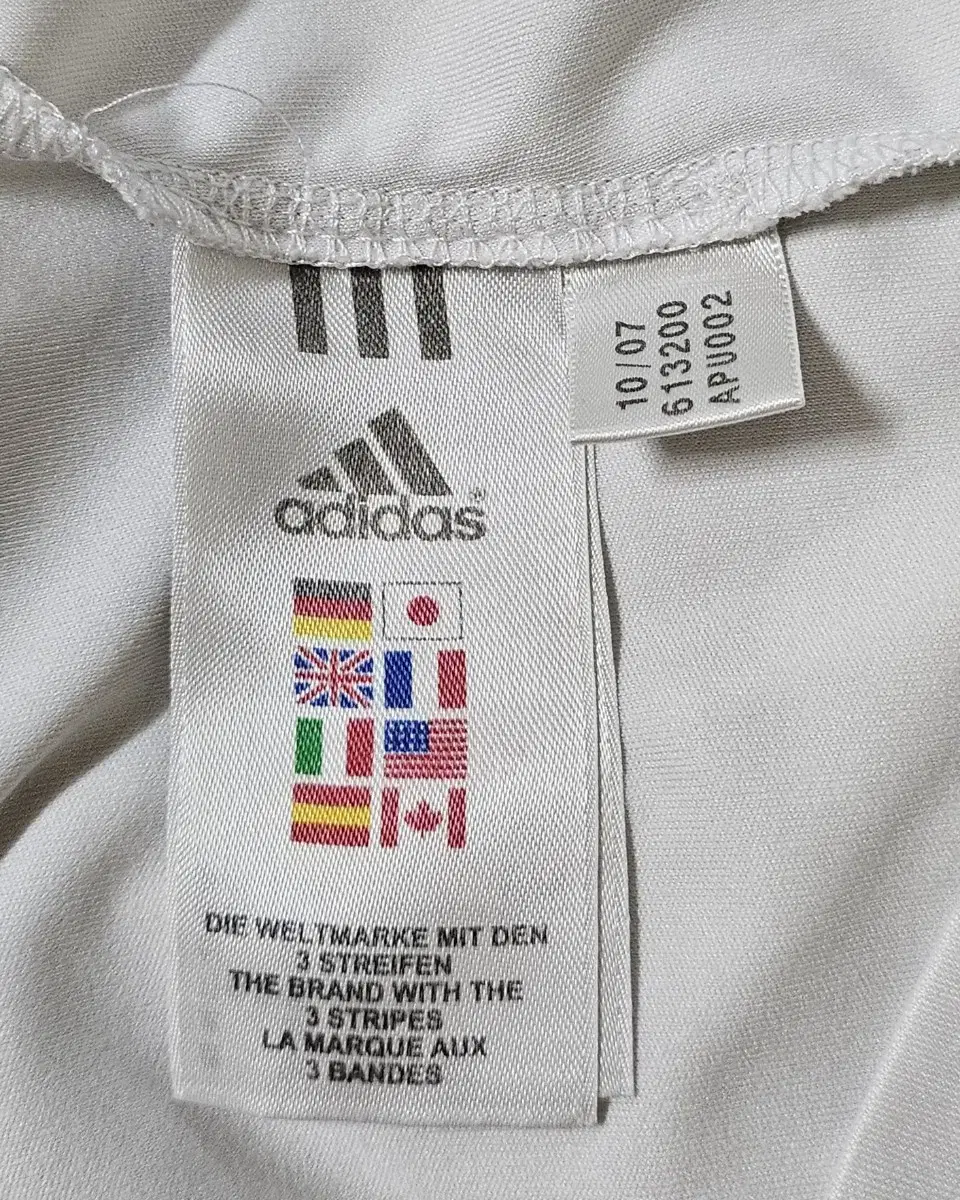 10/07
613200
APU002
adidas®
DIE WELTMARKE MIT DEN
3 STREIFEN
THE BRAND WITH THE
3 STRIPES
LA MARQUE AUX
3 BANDES